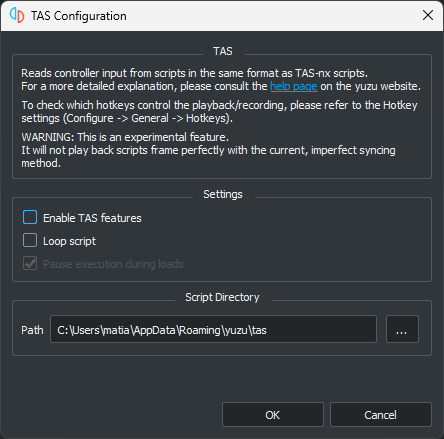 TAS Configuration
TAS
Reads controller input from scripts in the same format as TAS-nx scripts.
For a more detailed explanation, please consult the help page on the yuzu website.
To check which hotkeys control the playback/recording, please refer to the Hotkey
settings (Configure -> General -> Hotkeys).
WARNING: This is an experimental feature.
It will not play back scripts frame perfectly with the current, imperfect syncing
method.
Settings
Enable TAS features
Loop script
Pause execution during loads
Script Directory
Path C:\Users\matia\AppData\Roaming\yuzu\tas ...
OK Cancel